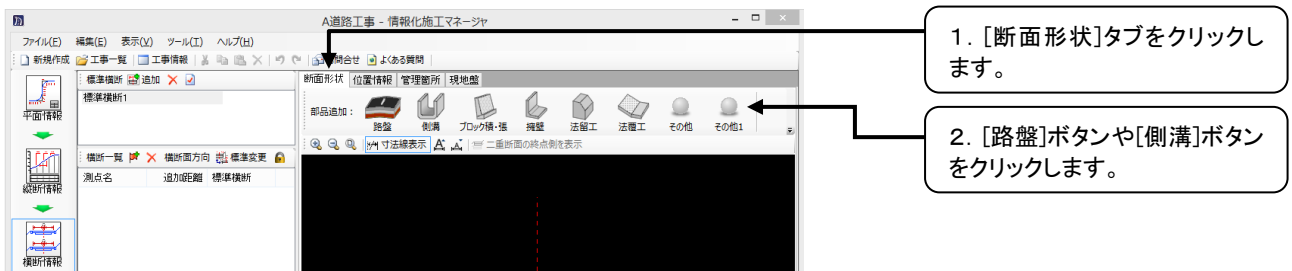 A道路工事 - 情報化施工マネージャ
ファイル(F) 編集(E) 表示(V) ツール(T) ヘルプ(H)
新規作成 工事一覧 工事情報 問合せ よくある質問
平面情報
縦断情報
横断情報
標準横断 追加
標準横断1
横断一覧 横断面方向 標準変更
測点名 追加距離 標準横断
断面形状 位置情報 管理箇所 現地盤
部品追加:
路盤 側溝 ブロック積・張 擁壁 法留工 法覆工 その他 その他1
寸法線表示 A A 二重断面の終点側を表示
1. [断面形状]タブをクリックし
ます。
2. [路盤]ボタンや[側溝]ボタン
をクリックします。